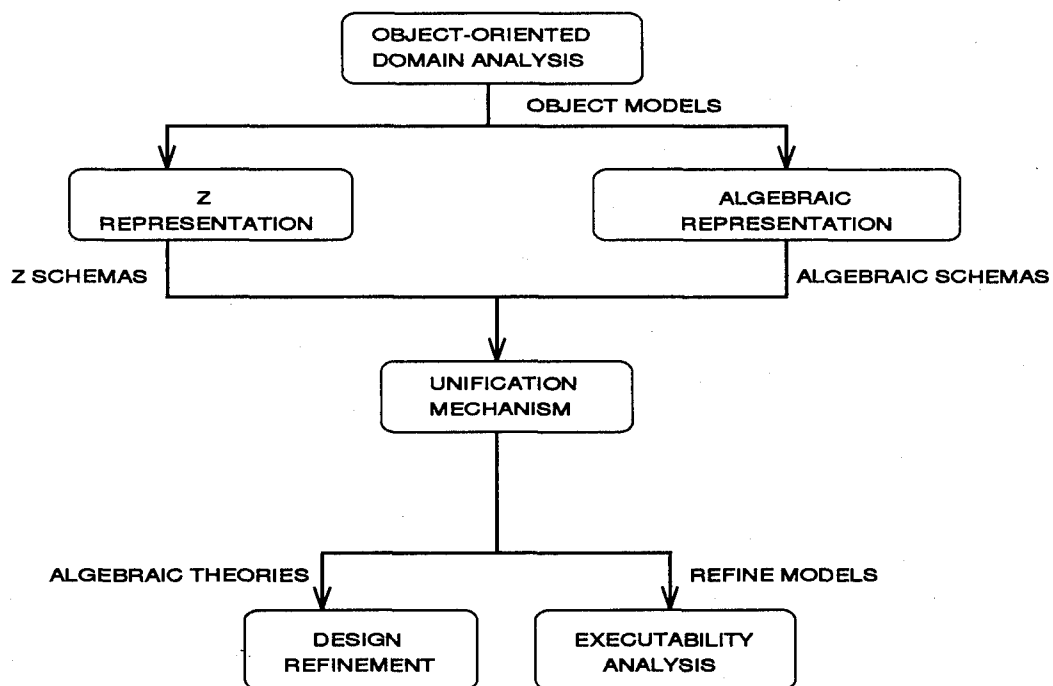 OBJECT-ORIENTED
DOMAIN ANALYSIS
OBJECT MODELS
Z
REPRESENTATION
ALGEBRAIC
REPRESENTATION
Z SCHEMAS
ALGEBRAIC SCHEMAS
UNIFICATION
MECHANISM
ALGEBRAIC THEORIES
REFINE MODELS
DESIGN
REFINEMENT
EXECUTABILITY
ANALYSIS